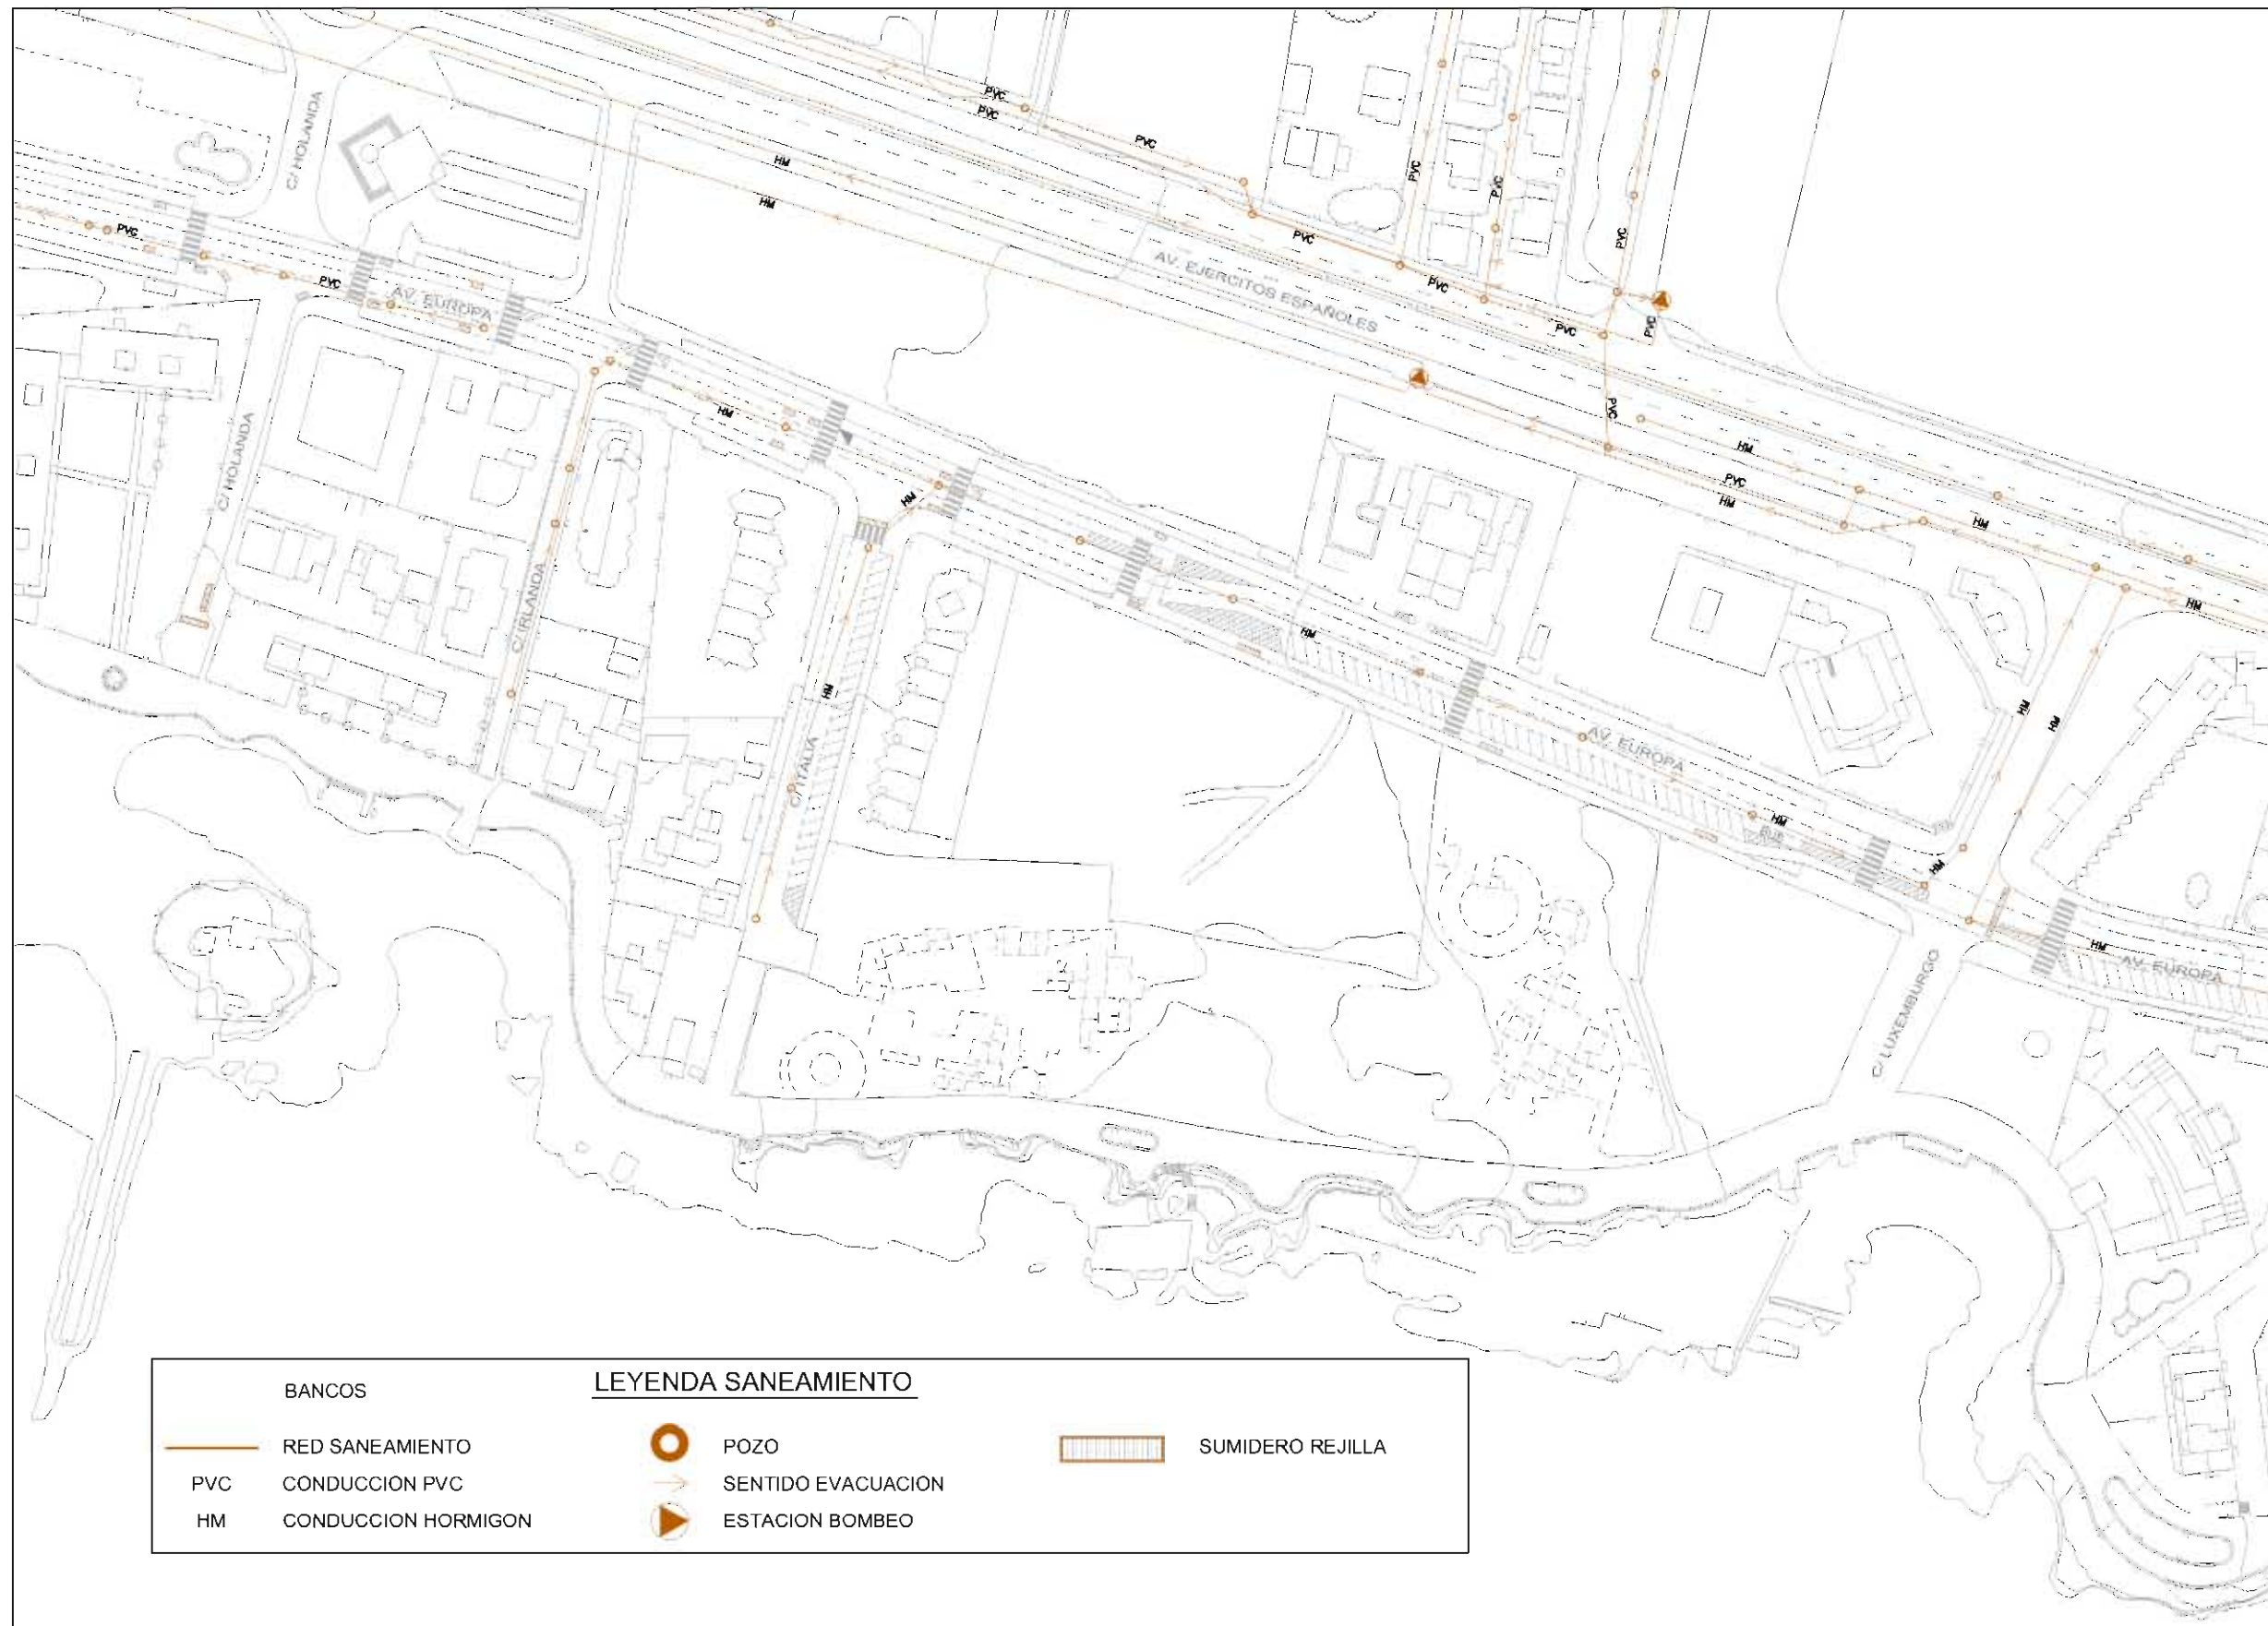 PVC
PVC
PVC
HM
HM
PVC
PVC
PVC
C/ HOLANDA
PVC
PVC
PVC
AV. EJERCITOS ESPAÑOLES
PVC
PVC
PVC
PVC
AV. EUROPA
HM
PVC
HM
PVC
HM
HM
C/ HOLANDA
HM
C/ IRLANDA
HM
HM
HM
C/ ITALIA
HM
HM
AV. EUROPA
HM
BUS
HM
HM
AV. EUROPA
C/ LUXEMBURGO
BANCOS
LEYENDA SANEAMIENTO
RED SANEAMIENTO
POZO
SUMIDERO REJILLA
PVC CONDUCCION PVC
SENTIDO EVACUACION
HM CONDUCCION HORMIGON
ESTACION BOMBEO